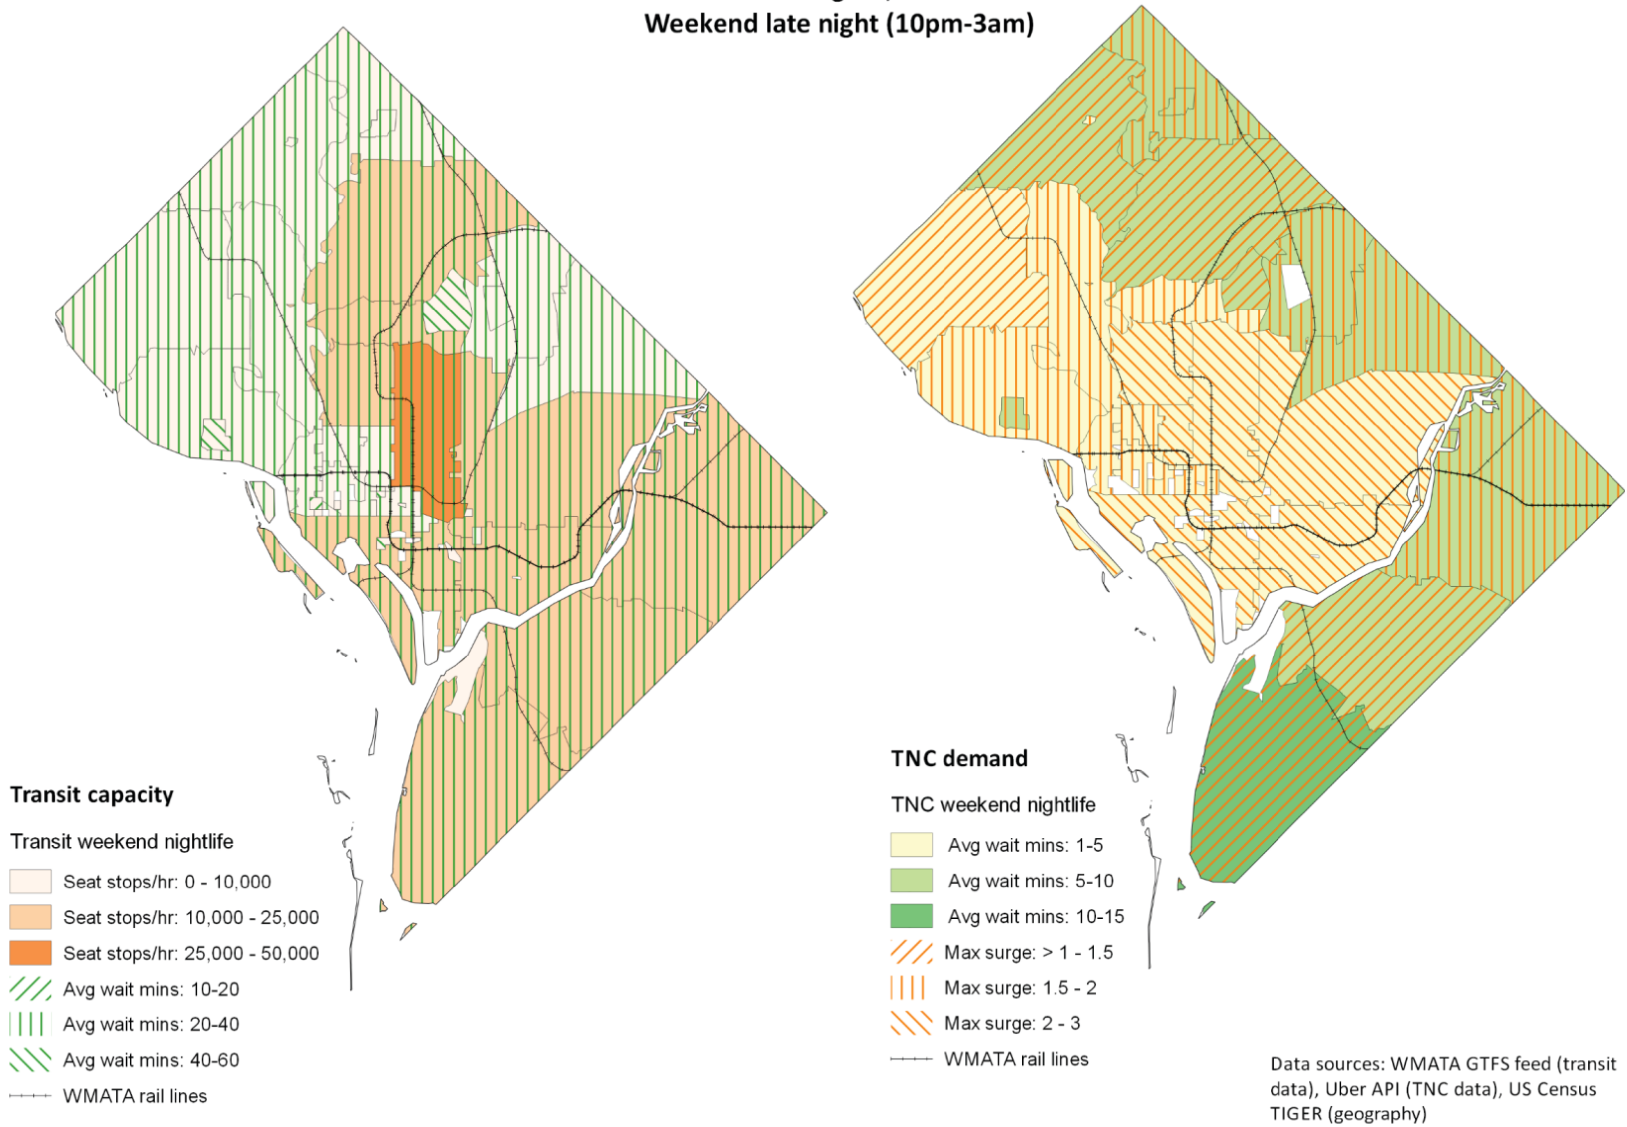 Weekend late night (10pm-3am)
Transit capacity
Transit weekend nightlife
Seat stops/hr: 0 - 10,000
Seat stops/hr: 10,000 - 25,000
Seat stops/hr: 25,000 - 50,000
Avg wait mins: 10-20
Avg wait mins: 20-40
Avg wait mins: 40-60
WMATA rail lines
TNC demand
TNC weekend nightlife
Avg wait mins: 1-5
Avg wait mins: 5-10
Avg wait mins: 10-15
Max surge: > 1 - 1.5
Max surge: 1.5 - 2
Max surge: 2 - 3
WMATA rail lines
Data sources: WMATA GTFS feed (transit
data), Uber API (TNC data), US Census
TIGER (geography)